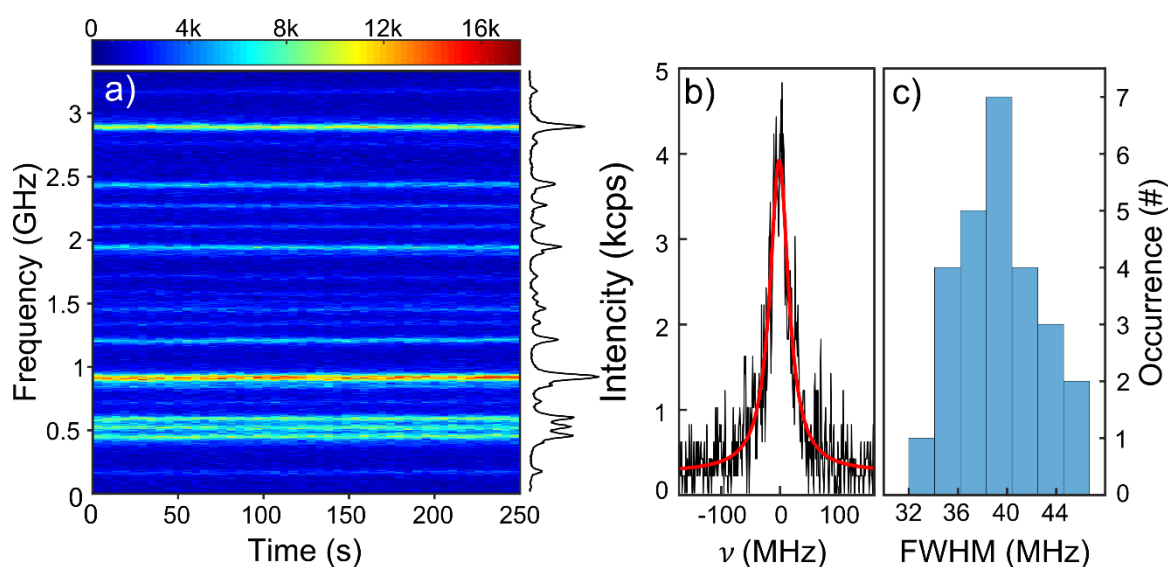 0 4k 8k 12k 16k
a)
Frequency (GHz)
3
2.5
2
1.5
1
0.5
0
0 50 100 150 200 250
Time (s)
b)
Intencity (kcps)
5
4
3
2
1
0
-100 0 100
ν (MHz)
c)
7
6
5
4
3
2
1
0
Occurrence (#)
32 36 40 44
FWHM (MHz)